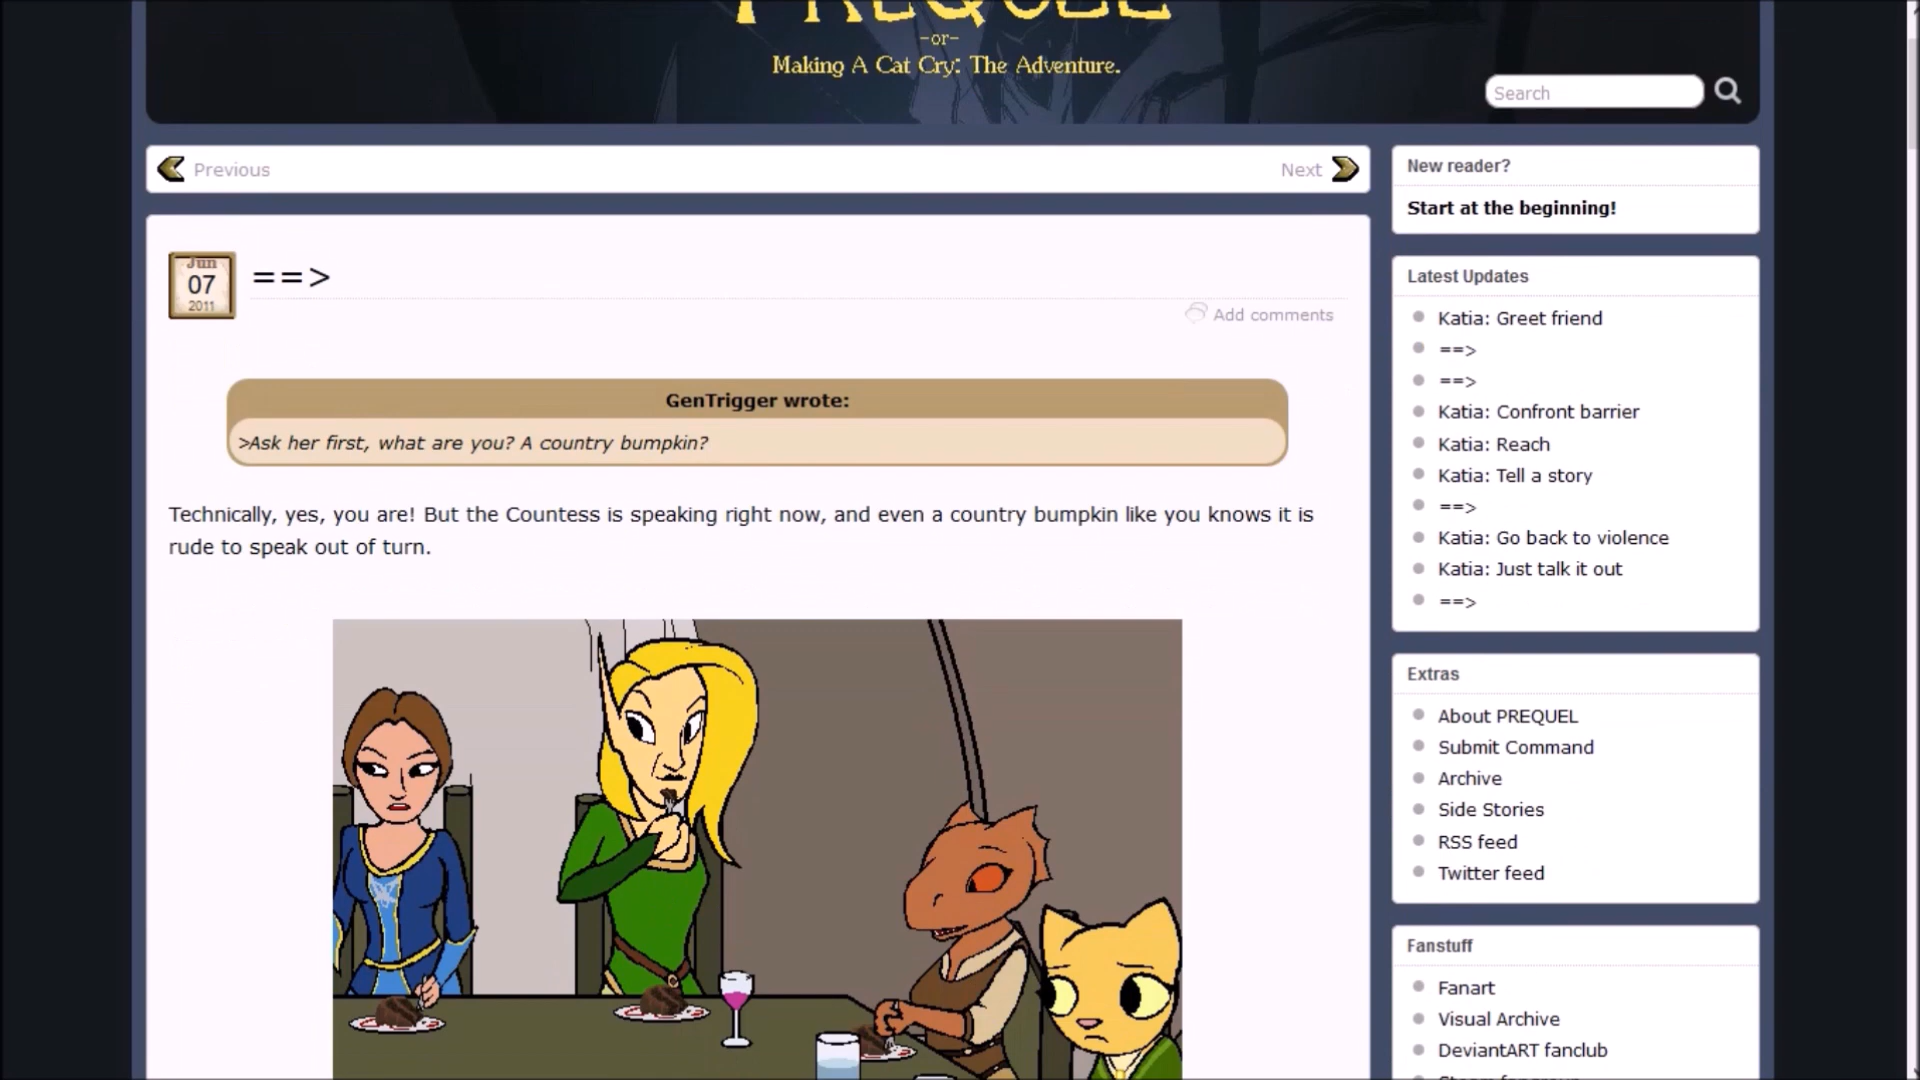 PREQUEL
-or-
Making A Cat Cry: The Adventure.
Search
Previous
Next
Jun
07
2011
==>
Add comments
GenTrigger wrote:
>Ask her first, what are you? A country bumpkin?
Technically, yes, you are! But the Countess is speaking right now, and even a country bumpkin like you knows it is
rude to speak out of turn.
New reader?
Start at the beginning!
Latest Updates
Katia: Greet friend
==>
==>
Katia: Confront barrier
Katia: Reach
Katia: Tell a story
==>
Katia: Go back to violence
Katia: Just talk it out
==>
Extras
About PREQUEL
Submit Command
Archive
Side Stories
RSS feed
Twitter feed
Fanstuff
Fanart
Visual Archive
DeviantART fanclub